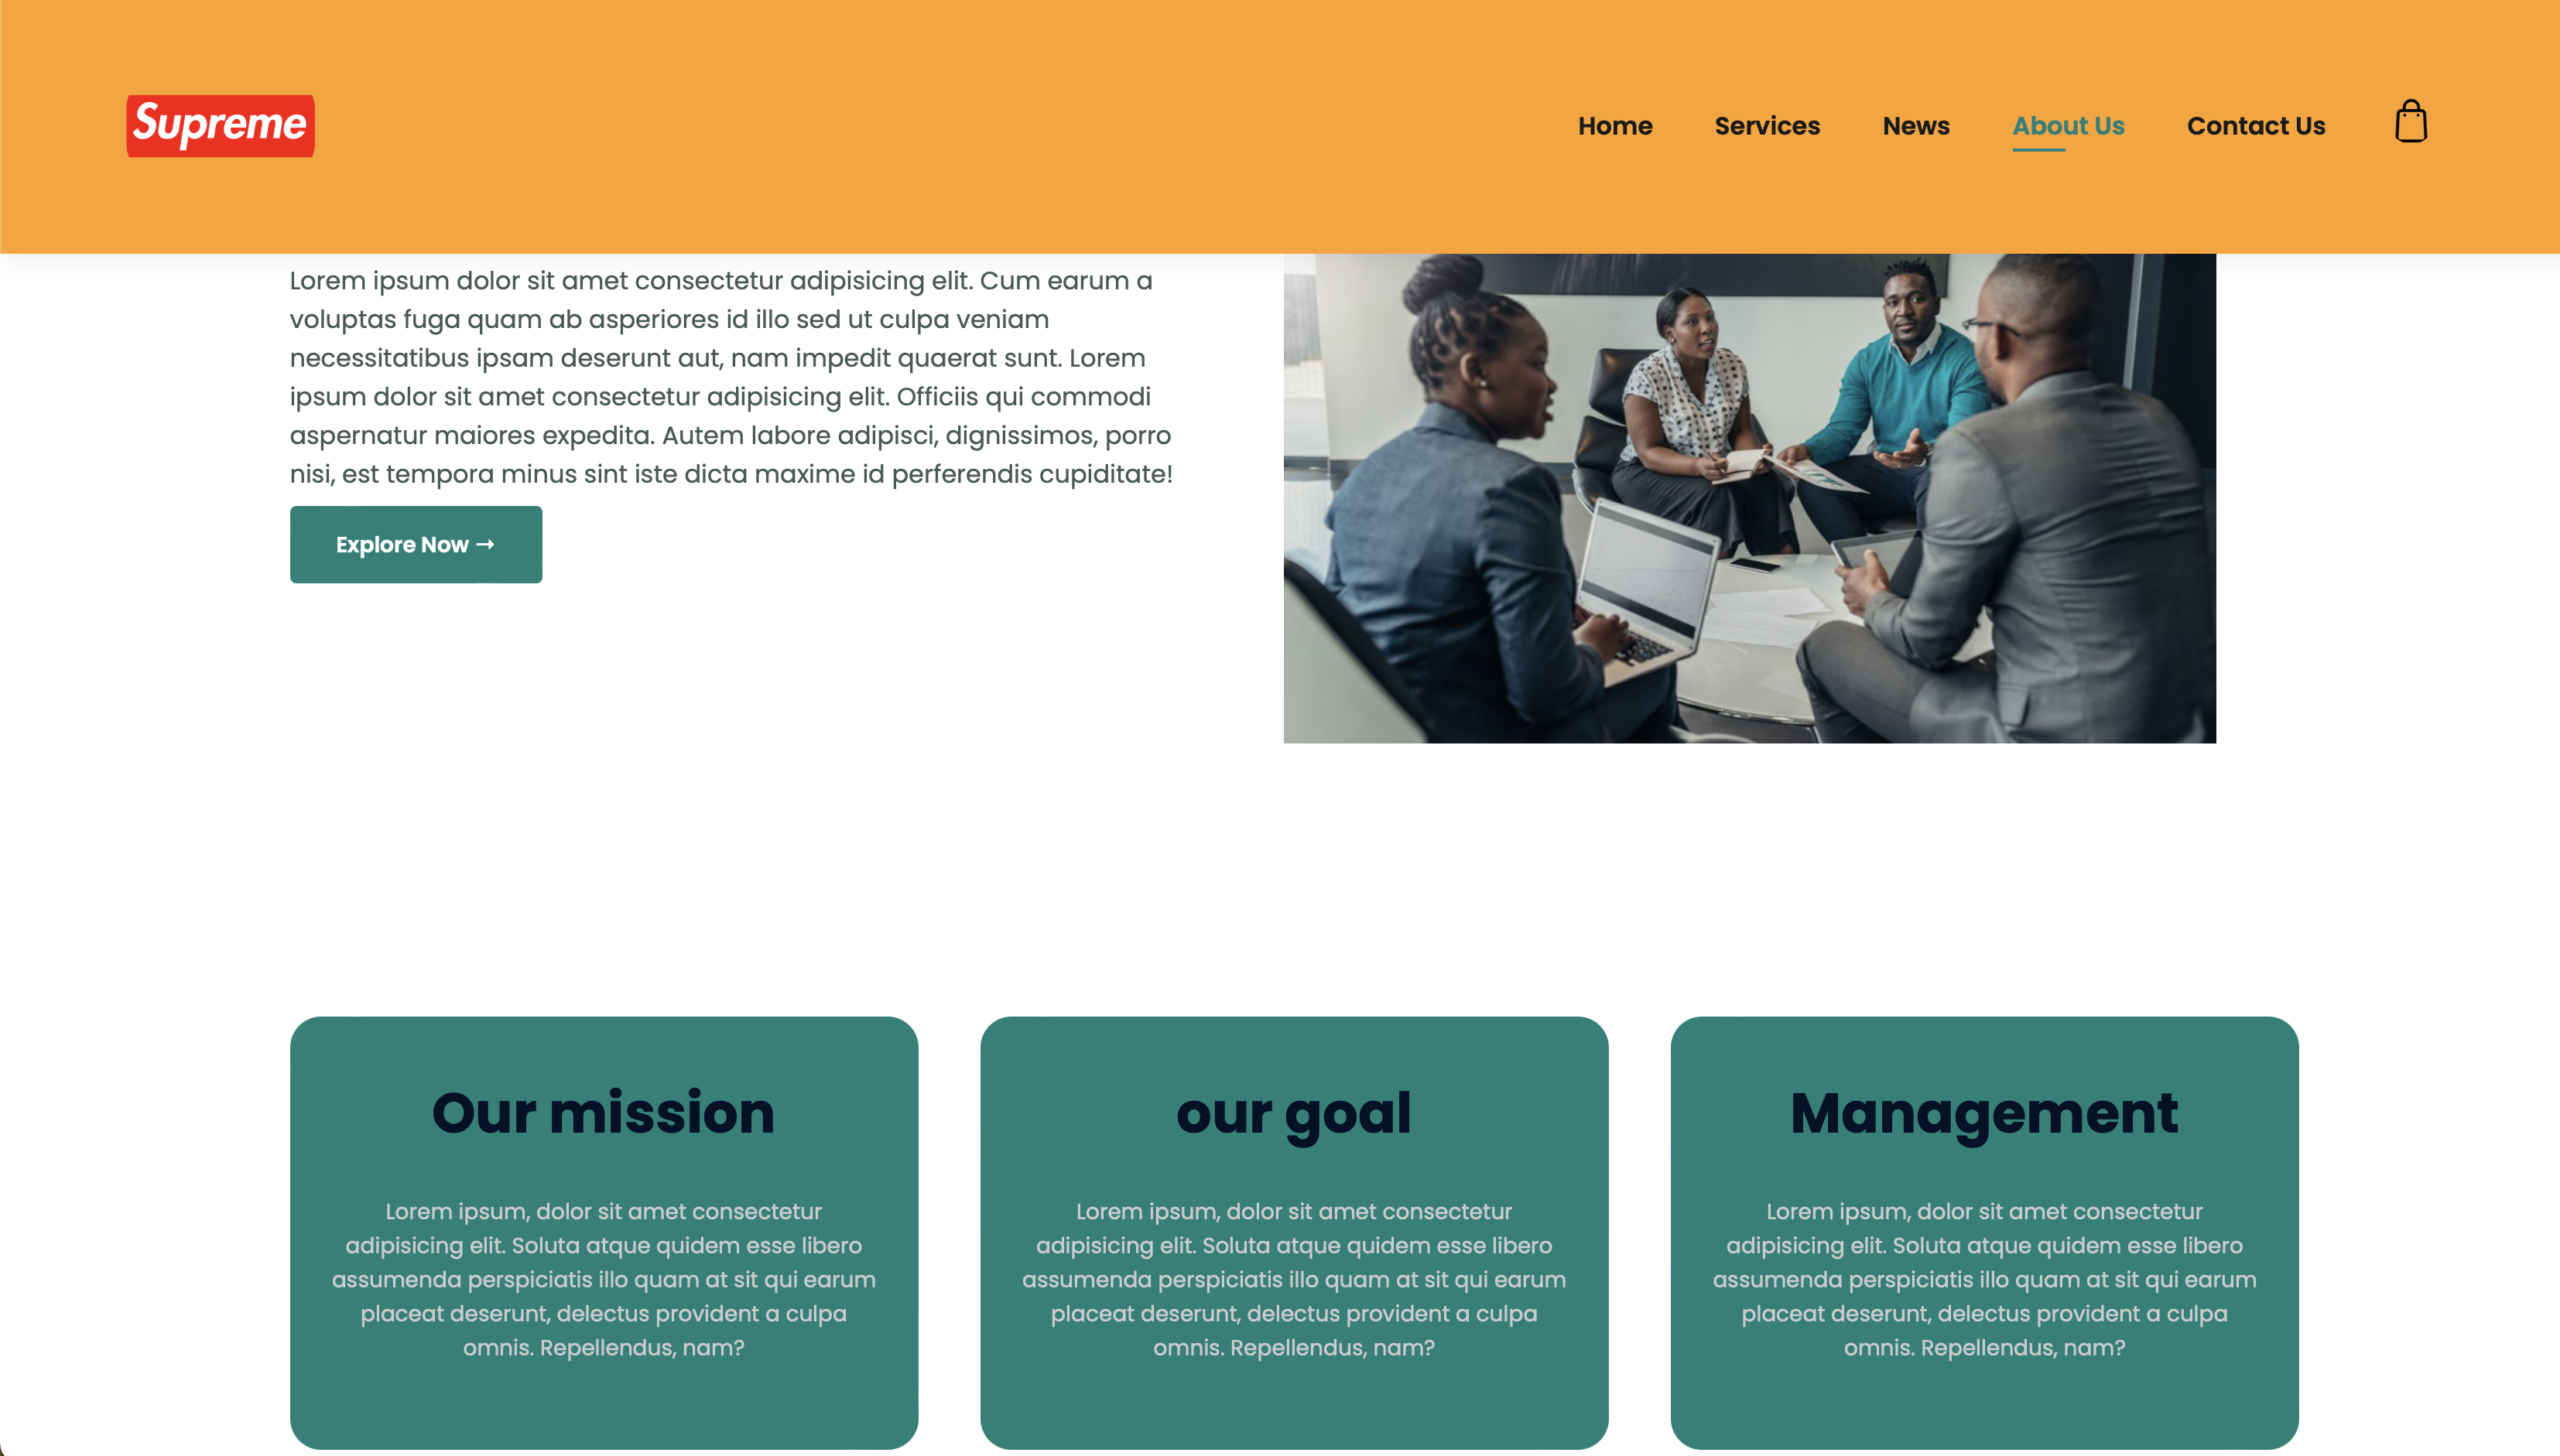 Supreme
Home Services News About Us Contact Us
Lorem ipsum dolor sit amet consectetur adipisicing elit. Cum earum a
voluptas fuga quam ab asperiores id illo sed ut culpa veniam
necessitatibus ipsam deserunt aut, nam impedit quaerat sunt. Lorem
ipsum dolor sit amet consectetur adipisicing elit. Officiis qui commodi
aspernatur maiores expedita. Autem labore adipisci, dignissimos, porro
nisi, est tempora minus sint iste dicta maxime id perferendis cupiditate!
Explore Now →
Our mission
Lorem ipsum, dolor sit amet consectetur
adipisicing elit. Soluta atque quidem esse libero
assumenda perspiciatis illo quam at sit qui earum
placeat deserunt, delectus provident a culpa
omnis. Repellendus, nam?
our goal
Lorem ipsum, dolor sit amet consectetur
adipisicing elit. Soluta atque quidem esse libero
assumenda perspiciatis illo quam at sit qui earum
placeat deserunt, delectus provident a culpa
omnis. Repellendus, nam?
Management
Lorem ipsum, dolor sit amet consectetur
adipisicing elit. Soluta atque quidem esse libero
assumenda perspiciatis illo quam at sit qui earum
placeat deserunt, delectus provident a culpa
omnis. Repellendus, nam?